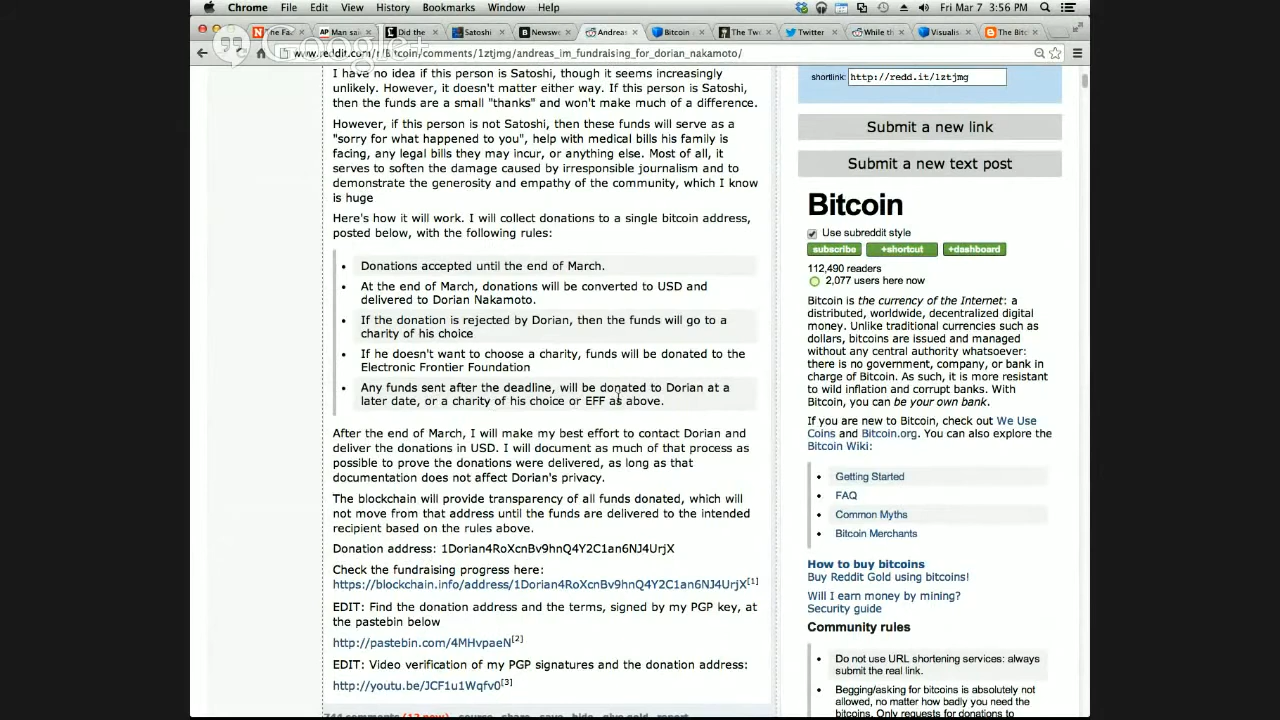 Chrome File Edit View History Bookmarks Window Help
Fri Mar 7 3:56 PM
Google+
AP Man said
Did the
Satoshi
Newsw
Andreas
Bitcoin
The Tw
Twitter
While th
Visualis
The Bitc
www.reddit.com/r/Bitcoin/comments/1ztjmg/andreas_im_fundraising_for_dorian_nakamoto/
I have no idea if this person is Satoshi, though it seems increasingly
unlikely. However, it doesn't matter either way. If this person is Satoshi,
then the funds are a small "thanks" and won't make much of a difference.
However, if this person is not Satoshi, then these funds will serve as a
"sorry for what happened to you", help with medical bills his family is
facing, any legal bills they may incur, or anything else. Most of all, it
serves to soften the damage caused by irresponsible journalism and to
demonstrate the generosity and empathy of the community, which I know
is huge
Here's how it will work. I will collect donations to a single bitcoin address,
posted below, with the following rules:
• Donations accepted until the end of March.
• At the end of March, donations will be converted to USD and
delivered to Dorian Nakamoto.
• If the donation is rejected by Dorian, then the funds will go to a
charity of his choice
• If he doesn't want to choose a charity, funds will be donated to the
Electronic Frontier Foundation
• Any funds sent after the deadline, will be donated to Dorian at a
later date, or a charity of his choice or EFF as above.
After the end of March, I will make my best effort to contact Dorian and
deliver the donations in USD. I will document as much of that process as
possible to prove the donations were delivered, as long as that
documentation does not affect Dorian's privacy.
The blockchain will provide transparency of all funds donated, which will
not move from that address until the funds are delivered to the intended
recipient based on the rules above.
Donation address: 1Dorian4RoXcnBv9hnQ4Y2C1an6NJ4UrjX
Check the fundraising progress here:
https://blockchain.info/address/1Dorian4RoXcnBv9hnQ4Y2C1an6NJ4UrjX[1]
EDIT: Find the donation address and the terms, signed by my PGP key, at
the pastebin below
http://pastebin.com/4MHvpaeN[2]
EDIT: Video verification of my PGP signatures and the donation address:
http://youtu.be/JCF1u1Wqfv0[3]
shortlink: http://redd.it/1ztjmg
Submit a new link
Submit a new text post
Bitcoin
Use subreddit style
subscribe +shortcut +dashboard
112,490 readers
2,077 users here now
Bitcoin is the currency of the Internet: a
distributed, worldwide, decentralized digital
money. Unlike traditional currencies such as
dollars, bitcoins are issued and managed
without any central authority whatsoever:
there is no government, company, or bank in
charge of Bitcoin. As such, it is more resistant
to wild inflation and corrupt banks. With
Bitcoin, you can be your own bank.
If you are new to Bitcoin, check out We Use
Coins and Bitcoin.org. You can also explore the
Bitcoin Wiki:
• Getting Started
• FAQ
• Common Myths
• Bitcoin Merchants
How to buy bitcoins
Buy Reddit Gold using bitcoins!
Will I earn money by mining?
Security guide
Community rules
• Do not use URL shortening services: always
submit the real link.
• Begging/asking for bitcoins is absolutely not
allowed, no matter how badly you need the
bitcoins. Only requests for donations to